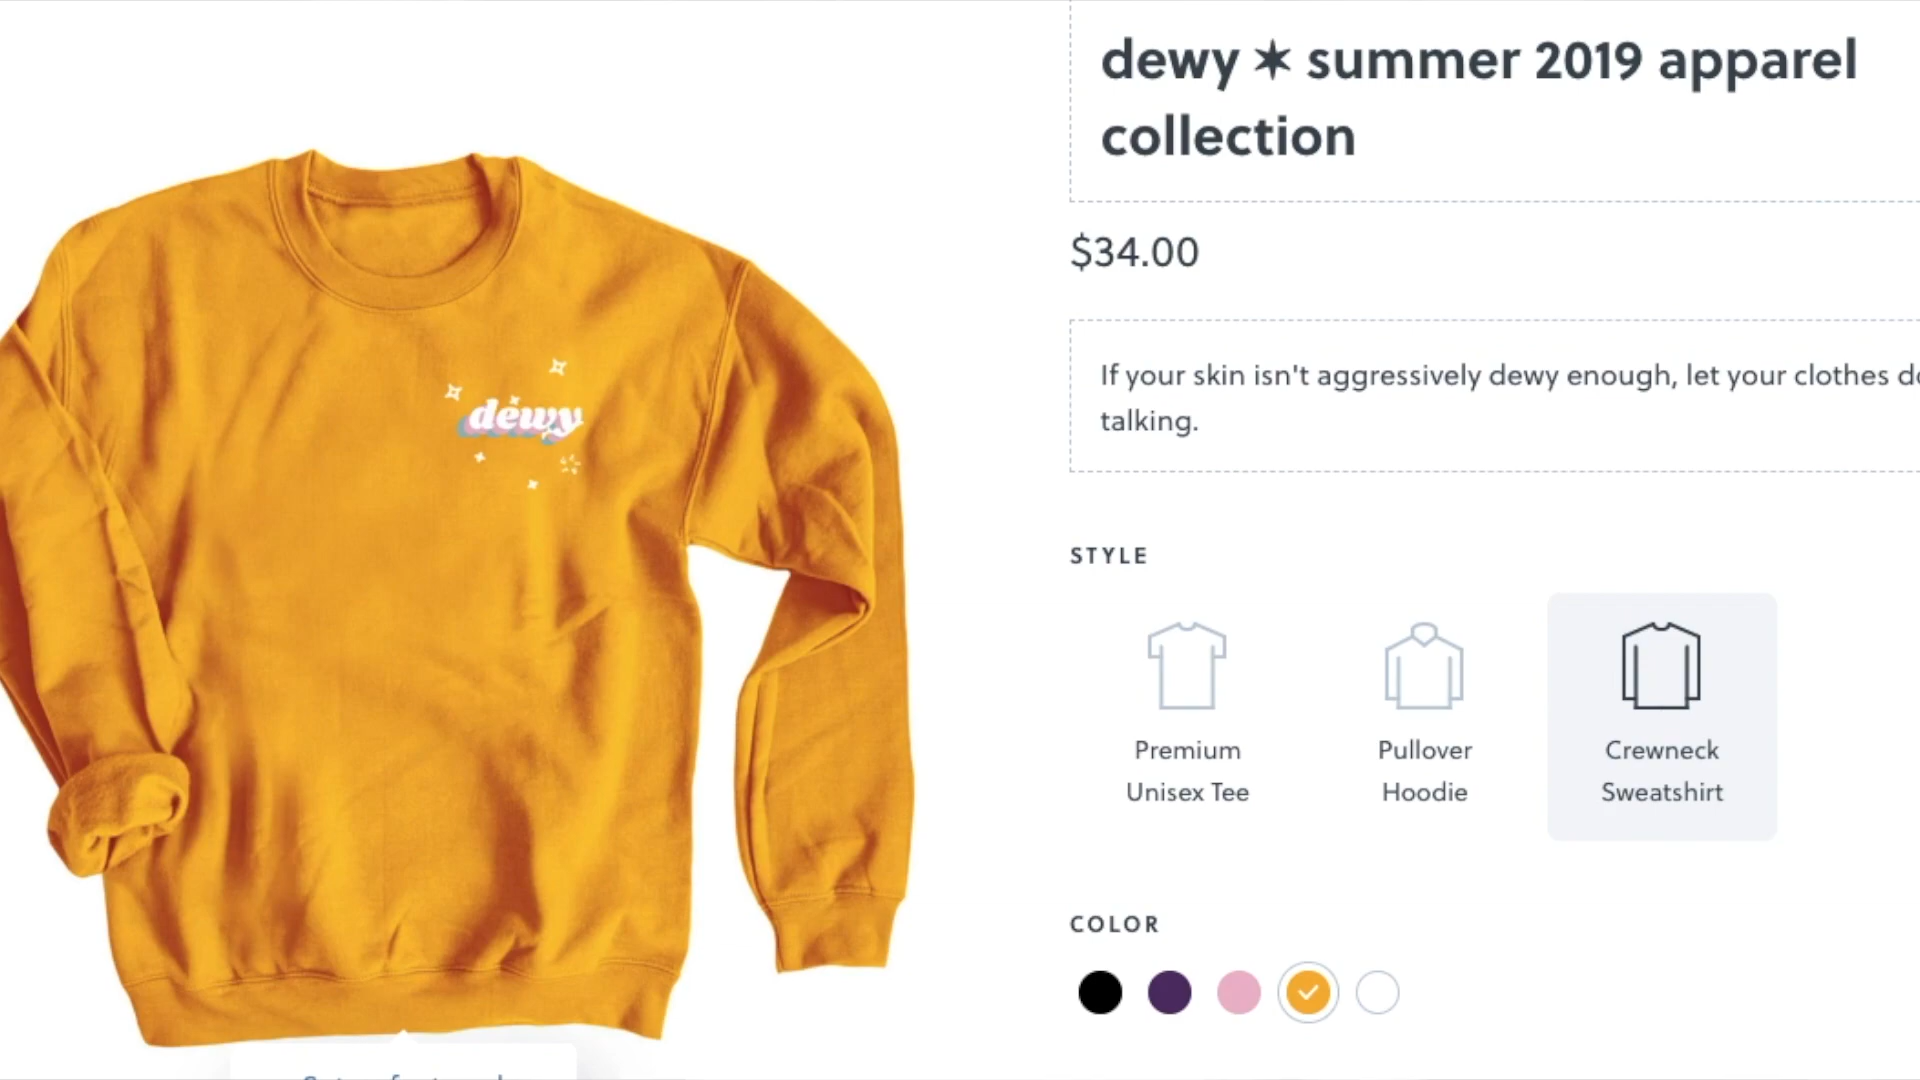 dewy ✶ summer 2019 apparel
collection
$34.00
If your skin isn't aggressively dewy enough, let your clothes
talking.
dewy
STYLE
Premium
Unisex Tee
Pullover
Hoodie
Crewneck
Sweatshirt
COLOR